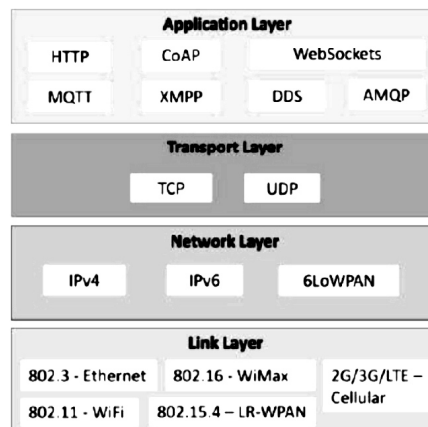 Application Layer
HTTP CoAP WebSockets
MQTT XMPP DDS AMQP
Transport Layer
TCP UDP
Network Layer
IPv4 IPv6 6LoWPAN
Link Layer
802.3 - Ethernet 802.16 - WiMax 2G/3G/LTE –
Cellular
802.11 - WiFi 802.15.4 – LR-WPAN